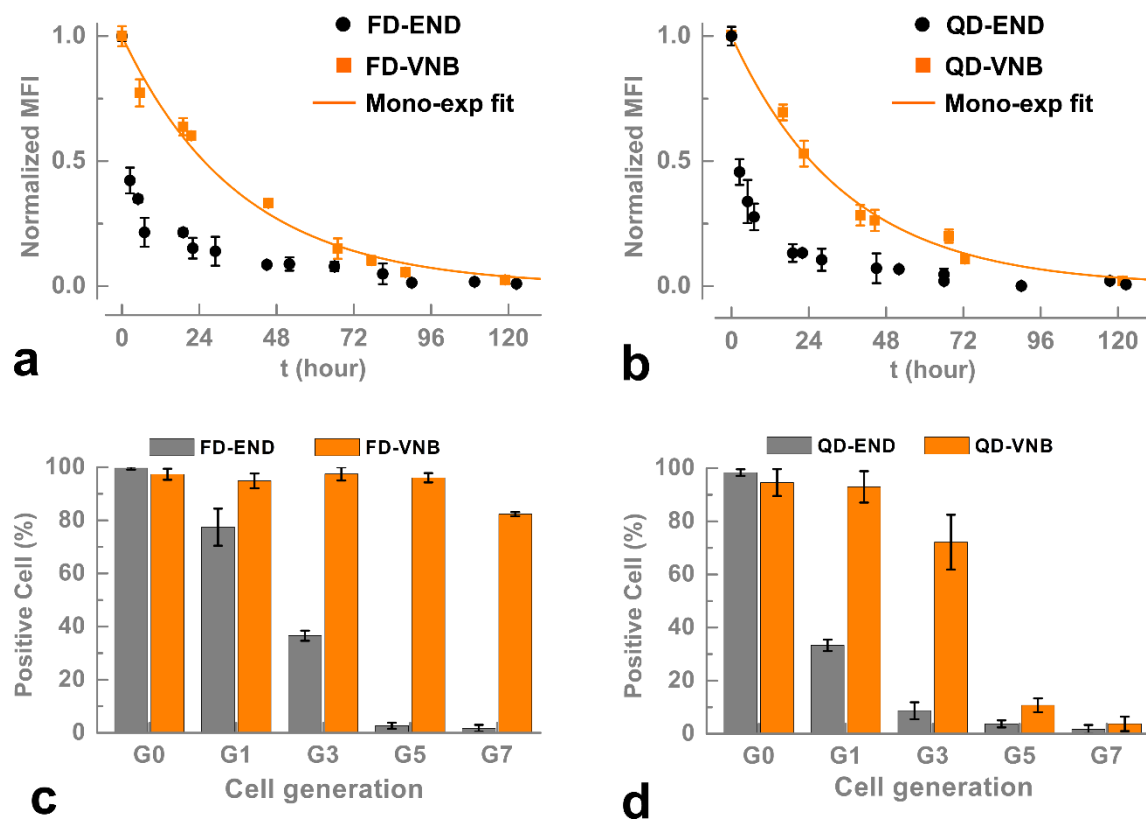 FD-END
FD-VNB
Mono-exp fit
Normalized MFI
1.0
0.5
0.0
0 24 48 72 96 120
t (hour)
a
QD-END
QD-VNB
Mono-exp fit
Normalized MFI
1.0
0.5
0.0
0 24 48 72 96 120
t (hour)
b
FD-END FD-VNB
Positive Cell (%)
100
80
60
40
20
0
G0 G1 G3 G5 G7
Cell generation
c
QD-END QD-VNB
Positive Cell (%)
100
80
60
40
20
0
G0 G1 G3 G5 G7
Cell generation
d